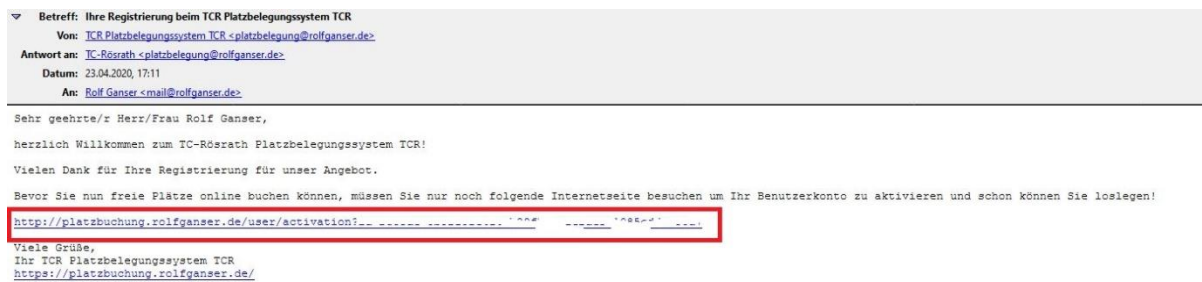 Betreff: Ihre Registrierung beim TCR Platzbelegungssystem TCR
Von: TCR Platzbelegungssystem TCR <platzbelegung@rolfganser.de>
Antwort an: TC-Rösrath <platzbelegung@rolfganser.de>
Datum: 23.04.2020, 17:11
An: Rolf Ganser <mail@rolfganser.de>
Sehr geehrte/r Herr/Frau Rolf Ganser,
herzlich Willkommen zum TC-Rösrath Platzbelegungssystem TCR!
Vielen Dank für Ihre Registrierung für unser Angebot.
Bevor Sie nun freie Plätze online buchen können, müssen Sie nur noch folgende Internetseite besuchen um Ihr Benutzerkonto zu aktivieren und schon können Sie loslegen!
http://platzbuchung.rolfganser.de/user/activation?
Viele Grüße,
Ihr TCR Platzbelegungssystem TCR
https://platzbuchung.rolfganser.de/